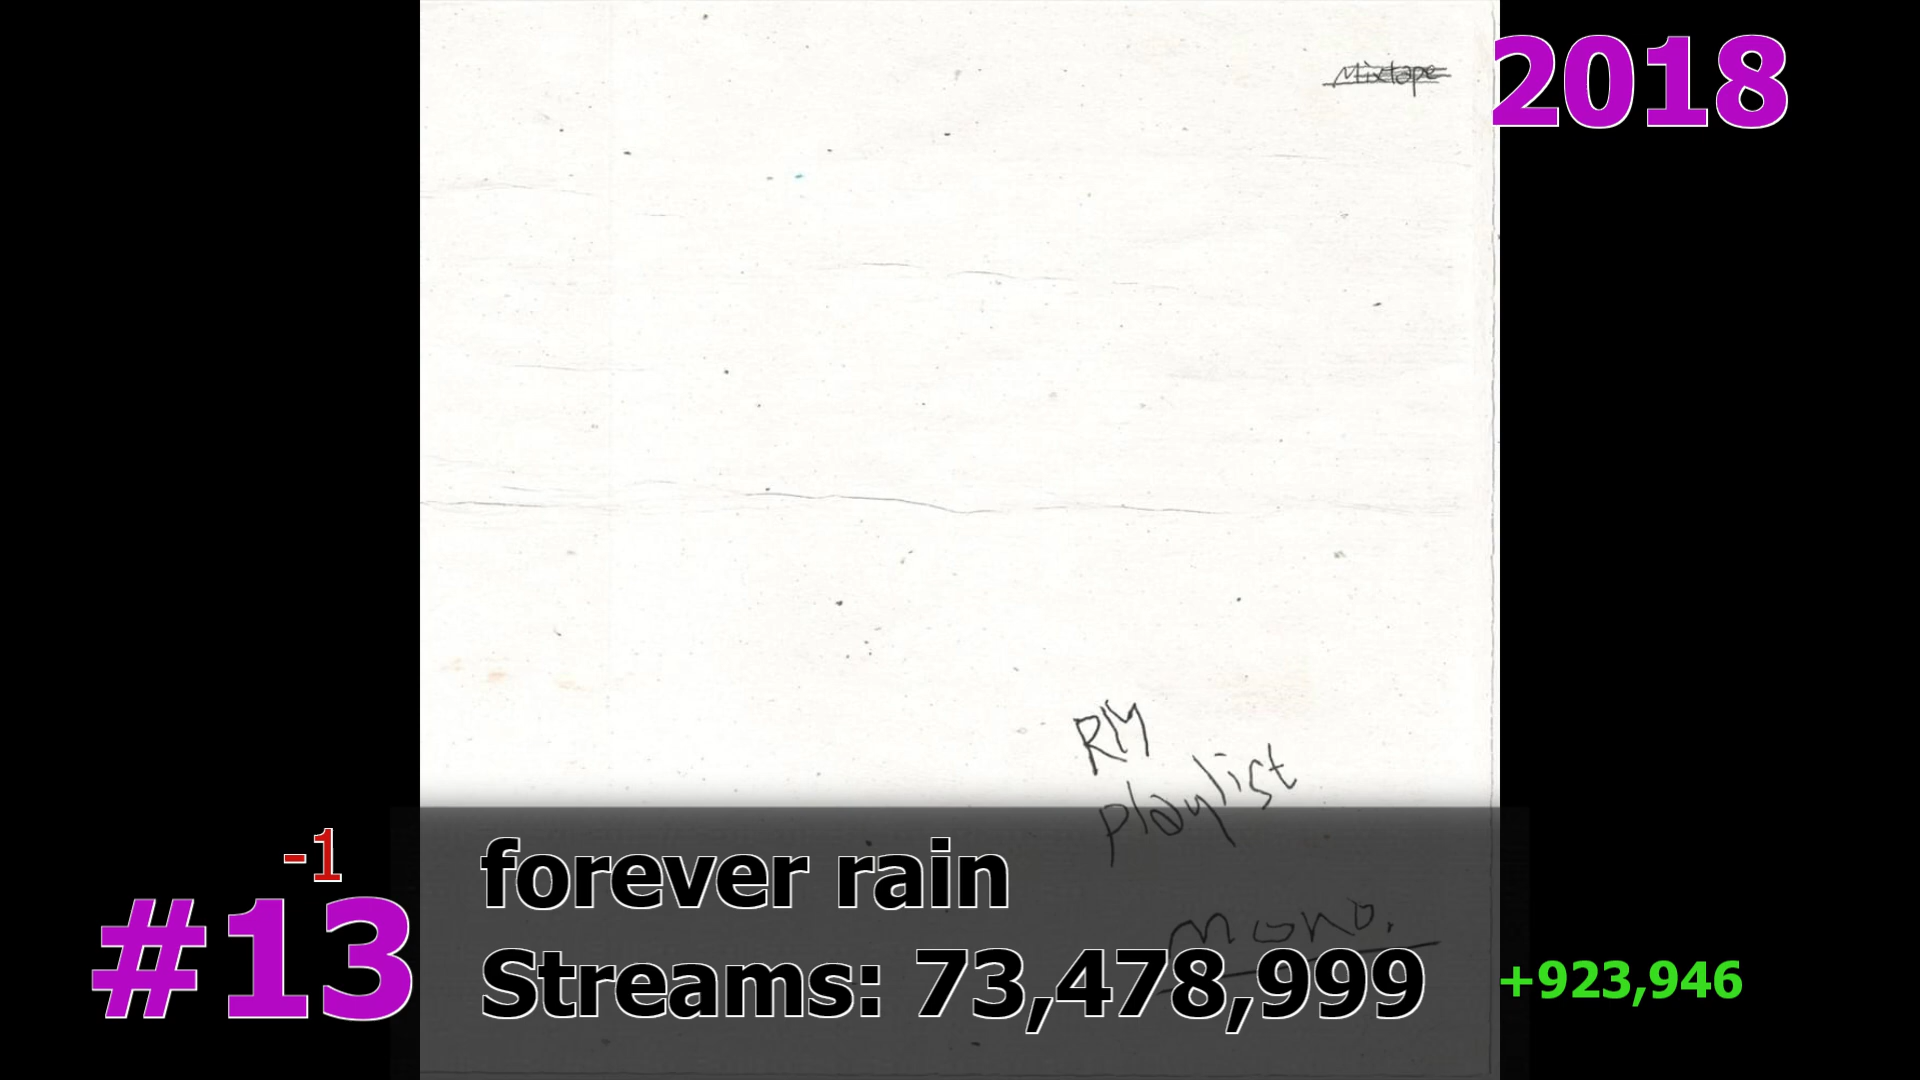 Mixtape
2018
RM
playlist
mono.
-1
#13
forever rain
Streams: 73,478,999
+923,946